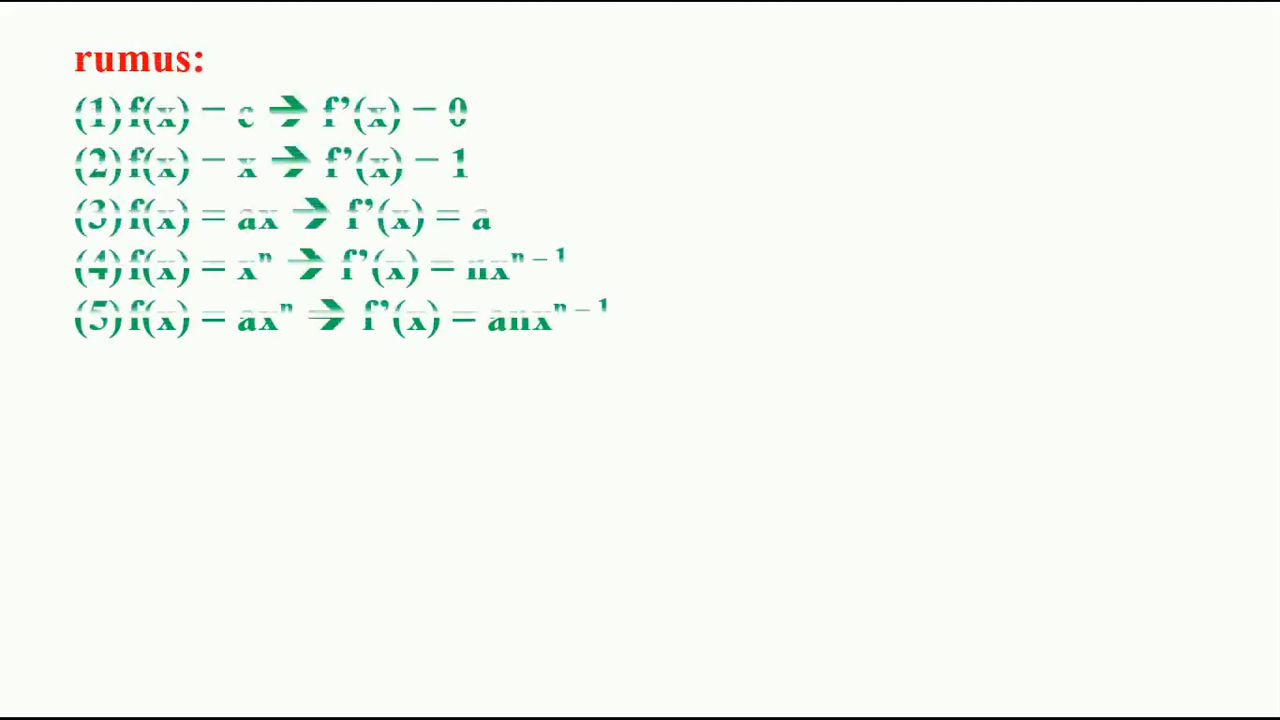 rumus:
(1) f(x) = c ➔ f’(x) = 0
(2) f(x) = x ➔ f’(x) = 1
(3) f(x) = ax ➔ f’(x) = a
(4) f(x) = xⁿ ➔ f’(x) = nxⁿ ⁻ ¹
(5) f(x) = axⁿ ➔ f’(x) = anxⁿ ⁻ ¹